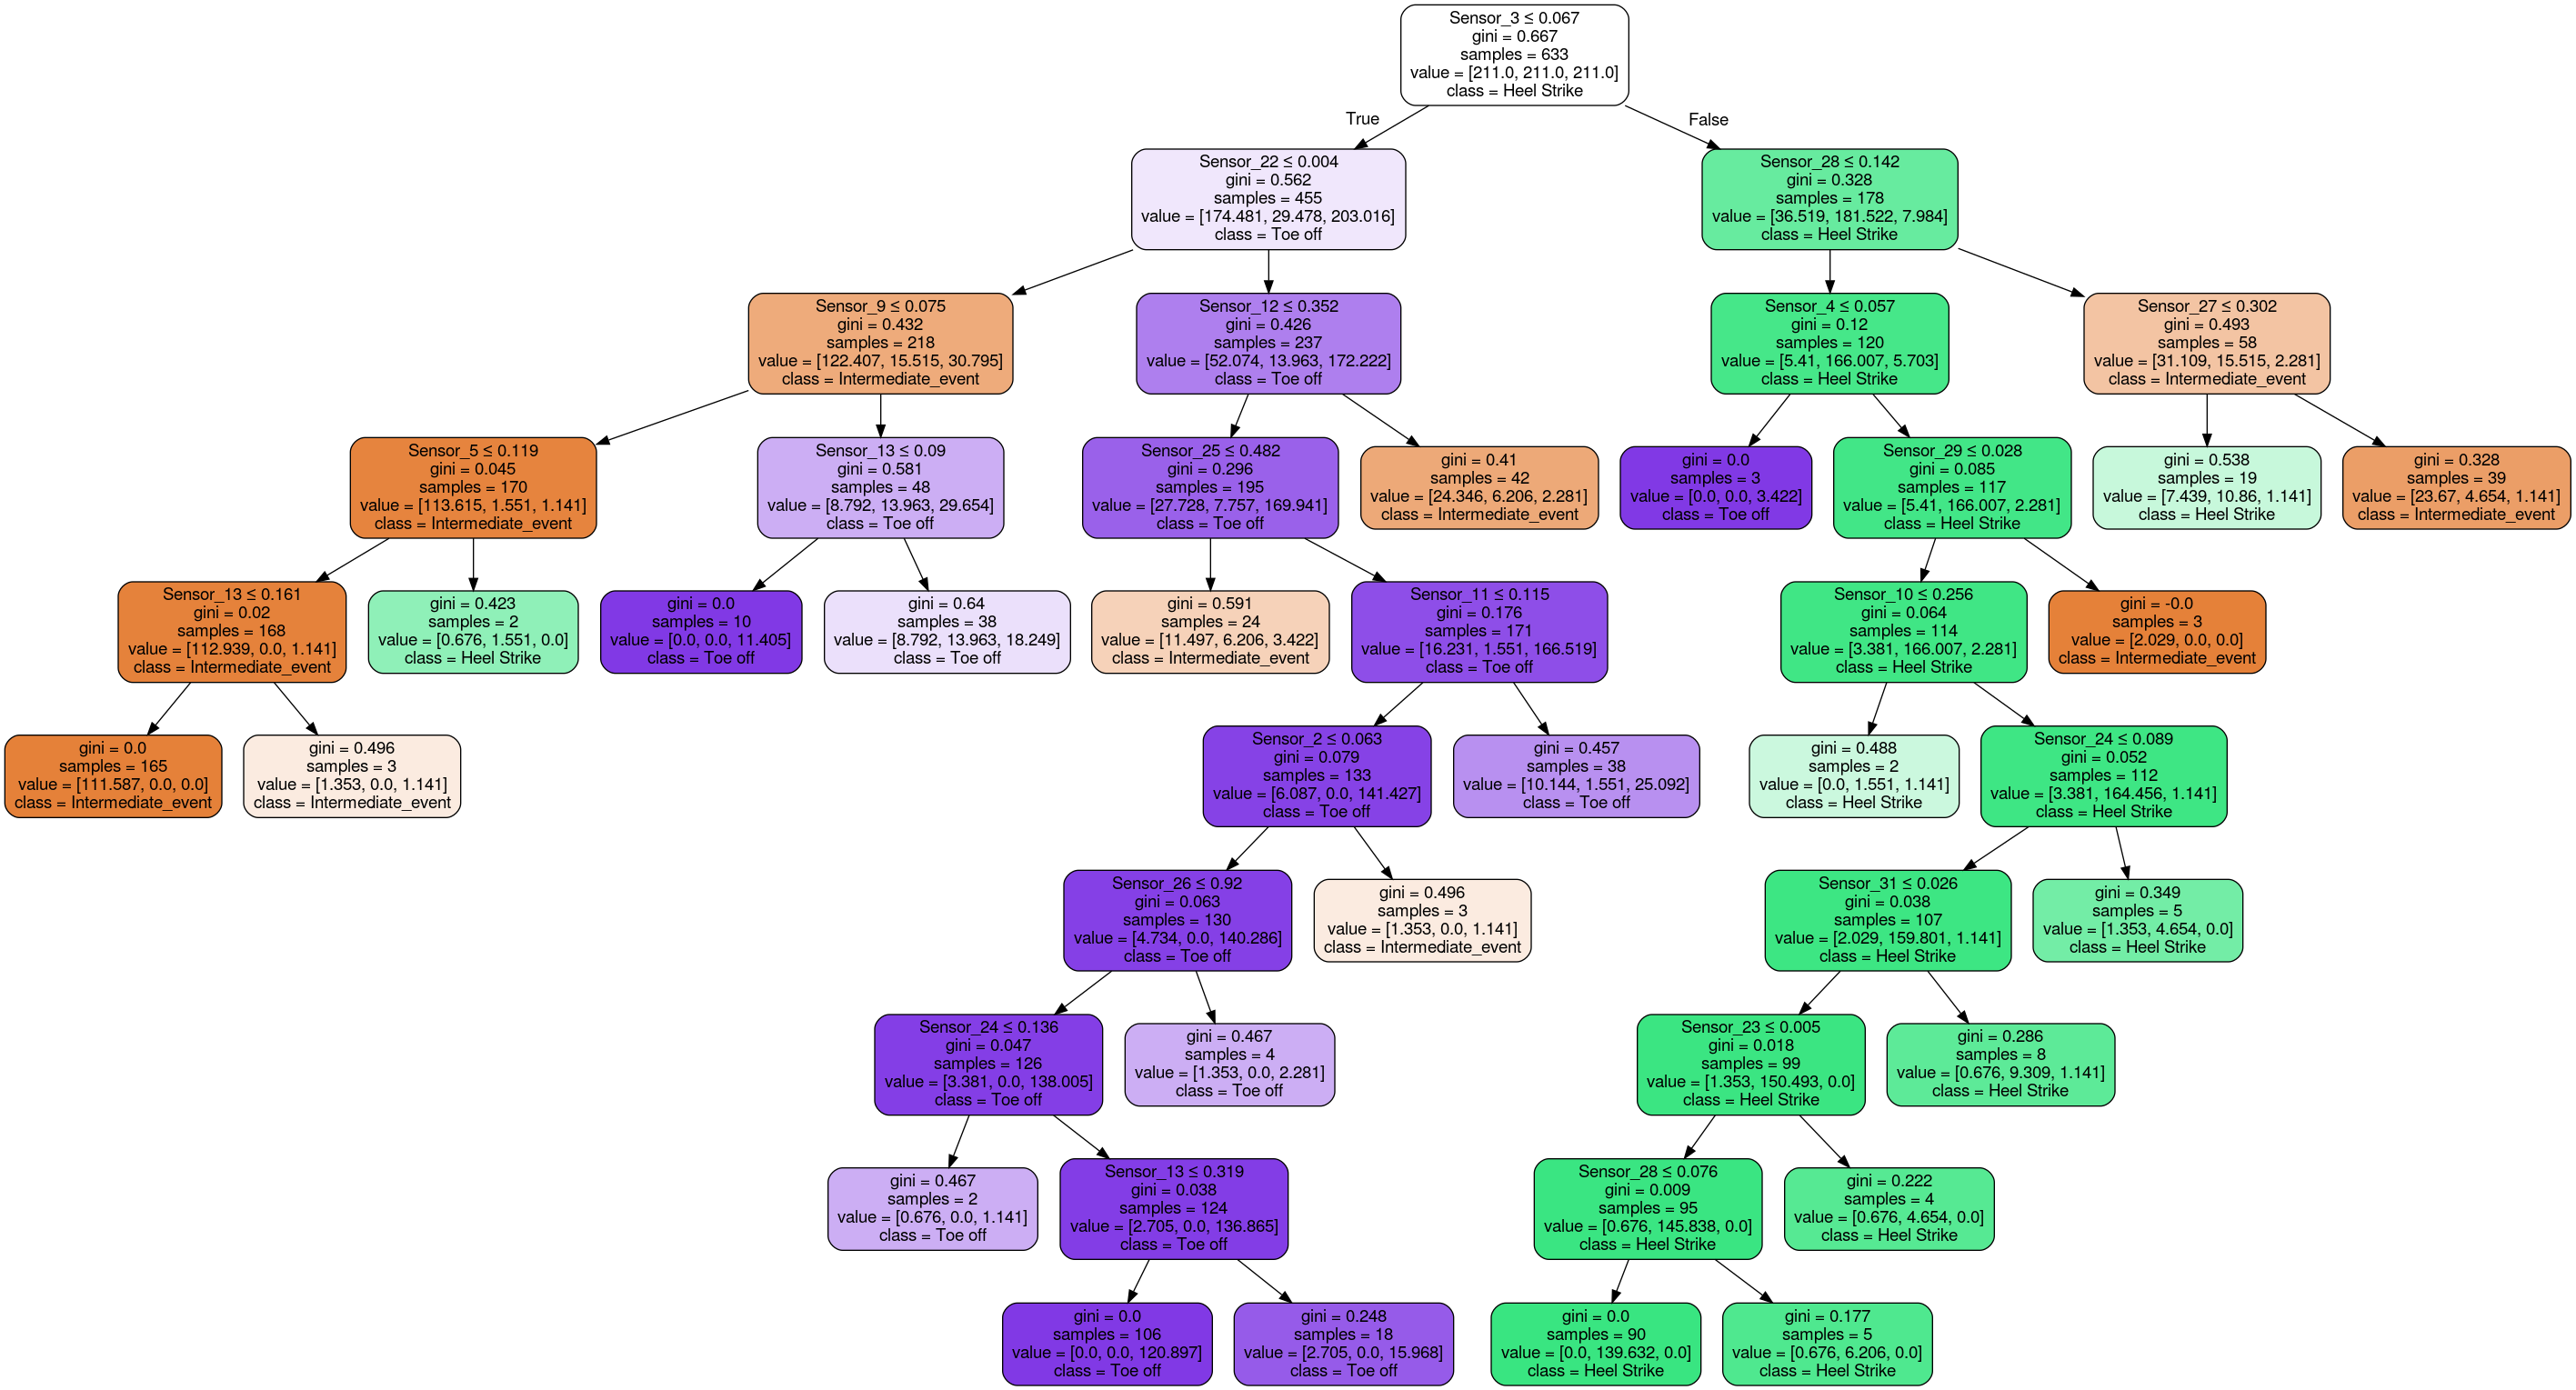 Sensor_3 ≤ 0.067
gini = 0.667
samples = 633
value = [211.0, 211.0, 211.0]
class = Heel Strike
True
False
Sensor_22 ≤ 0.004
gini = 0.562
samples = 455
value = [174.481, 29.478, 203.016]
class = Toe off
Sensor_28 ≤ 0.142
gini = 0.328
samples = 178
value = [36.519, 181.522, 7.984]
class = Heel Strike
Sensor_9 ≤ 0.075
gini = 0.432
samples = 218
value = [122.407, 15.515, 30.795]
class = Intermediate_event
Sensor_12 ≤ 0.352
gini = 0.426
samples = 237
value = [52.074, 13.963, 172.222]
class = Toe off
Sensor_4 ≤ 0.057
gini = 0.12
samples = 120
value = [5.41, 166.007, 5.703]
class = Heel Strike
Sensor_27 ≤ 0.302
gini = 0.493
samples = 58
value = [31.109, 15.515, 2.281]
class = Intermediate_event
Sensor_5 ≤ 0.119
gini = 0.045
samples = 170
value = [113.615, 1.551, 1.141]
class = Intermediate_event
Sensor_13 ≤ 0.09
gini = 0.581
samples = 48
value = [8.792, 13.963, 29.654]
class = Toe off
Sensor_25 ≤ 0.482
gini = 0.296
samples = 195
value = [27.728, 7.757, 169.941]
class = Toe off
gini = 0.41
samples = 42
value = [24.346, 6.206, 2.281]
class = Intermediate_event
gini = 0.0
samples = 3
value = [0.0, 0.0, 3.422]
class = Toe off
Sensor_29 ≤ 0.028
gini = 0.085
samples = 117
value = [5.41, 166.007, 2.281]
class = Heel Strike
gini = 0.538
samples = 19
value = [7.439, 10.86, 1.141]
class = Heel Strike
gini = 0.328
samples = 39
value = [23.67, 4.654, 1.141]
class = Intermediate_event
Sensor_13 ≤ 0.161
gini = 0.02
samples = 168
value = [112.939, 0.0, 1.141]
class = Intermediate_event
gini = 0.423
samples = 2
value = [0.676, 1.551, 0.0]
class = Heel Strike
gini = 0.0
samples = 10
value = [0.0, 0.0, 11.405]
class = Toe off
gini = 0.64
samples = 38
value = [8.792, 13.963, 18.249]
class = Toe off
gini = 0.591
samples = 24
value = [11.497, 6.206, 3.422]
class = Intermediate_event
Sensor_11 ≤ 0.115
gini = 0.176
samples = 171
value = [16.231, 1.551, 166.519]
class = Toe off
Sensor_10 ≤ 0.256
gini = 0.064
samples = 114
value = [3.381, 166.007, 2.281]
class = Heel Strike
gini = -0.0
samples = 3
value = [2.029, 0.0, 0.0]
class = Intermediate_event
gini = 0.0
samples = 165
value = [111.587, 0.0, 0.0]
class = Intermediate_event
gini = 0.496
samples = 3
value = [1.353, 0.0, 1.141]
class = Intermediate_event
Sensor_2 ≤ 0.063
gini = 0.079
samples = 133
value = [6.087, 0.0, 141.427]
class = Toe off
gini = 0.457
samples = 38
value = [10.144, 1.551, 25.092]
class = Toe off
gini = 0.488
samples = 2
value = [0.0, 1.551, 1.141]
class = Heel Strike
Sensor_24 ≤ 0.089
gini = 0.052
samples = 112
value = [3.381, 164.456, 1.141]
class = Heel Strike
Sensor_26 ≤ 0.92
gini = 0.063
samples = 130
value = [4.734, 0.0, 140.286]
class = Toe off
gini = 0.496
samples = 3
value = [1.353, 0.0, 1.141]
class = Intermediate_event
Sensor_31 ≤ 0.026
gini = 0.038
samples = 107
value = [2.029, 159.801, 1.141]
class = Heel Strike
gini = 0.349
samples = 5
value = [1.353, 4.654, 0.0]
class = Heel Strike
Sensor_24 ≤ 0.136
gini = 0.047
samples = 126
value = [3.381, 0.0, 138.005]
class = Toe off
gini = 0.467
samples = 4
value = [1.353, 0.0, 2.281]
class = Toe off
Sensor_23 ≤ 0.005
gini = 0.018
samples = 99
value = [1.353, 150.493, 0.0]
class = Heel Strike
gini = 0.286
samples = 8
value = [0.676, 9.309, 1.141]
class = Heel Strike
gini = 0.467
samples = 2
value = [0.676, 0.0, 1.141]
class = Toe off
Sensor_13 ≤ 0.319
gini = 0.038
samples = 124
value = [2.705, 0.0, 136.865]
class = Toe off
Sensor_28 ≤ 0.076
gini = 0.009
samples = 95
value = [0.676, 145.838, 0.0]
class = Heel Strike
gini = 0.222
samples = 4
value = [0.676, 4.654, 0.0]
class = Heel Strike
gini = 0.0
samples = 106
value = [0.0, 0.0, 120.897]
class = Toe off
gini = 0.248
samples = 18
value = [2.705, 0.0, 15.968]
class = Toe off
gini = 0.0
samples = 90
value = [0.0, 139.632, 0.0]
class = Heel Strike
gini = 0.177
samples = 5
value = [0.676, 6.206, 0.0]
class = Heel Strike